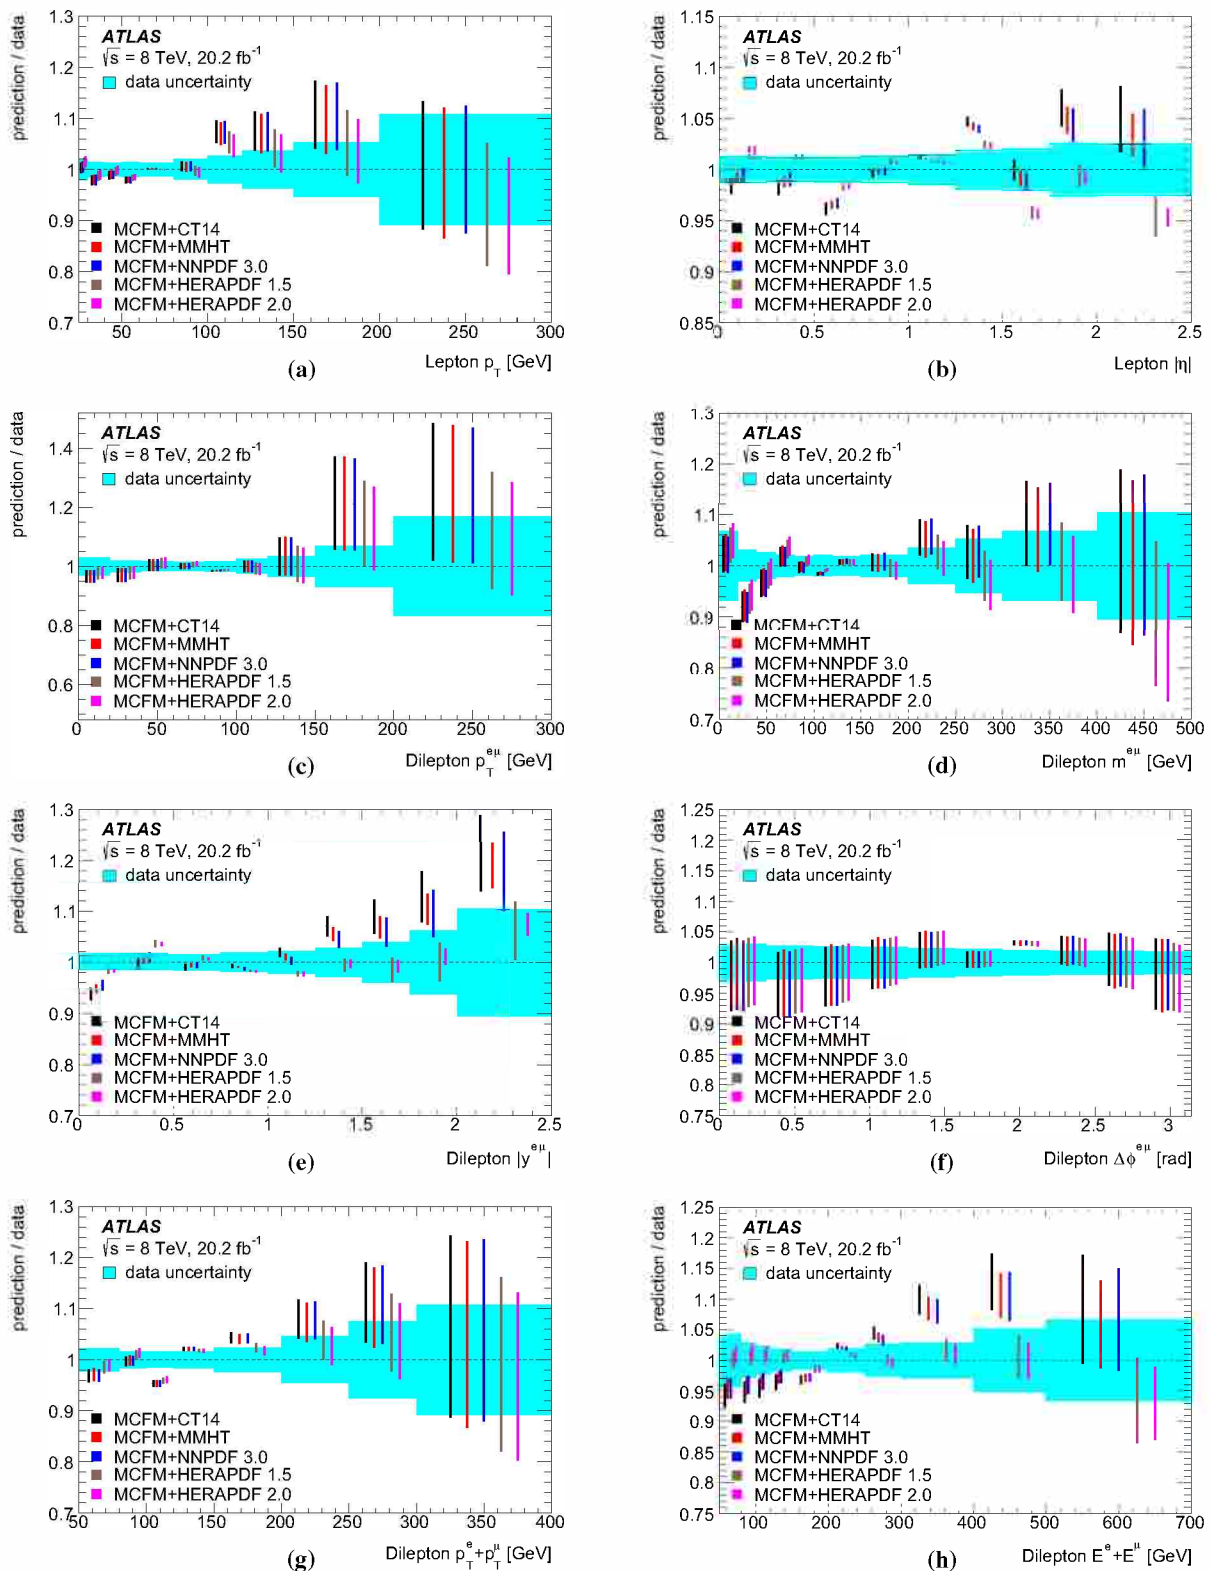 prediction / data
1.3
1.2
1.1
1
0.9
0.8
0.7
ATLAS
√s = 8 TeV, 20.2 fb⁻¹
data uncertainty
MCFM+CT14
MCFM+MMHT
MCFM+NNPDF 3.0
MCFM+HERAPDF 1.5
MCFM+HERAPDF 2.0
50 100 150 200 250 300
Lepton p_T [GeV]
(a)
prediction / data
1.15
1.1
1.05
1
0.95
0.9
0.85
ATLAS
√s = 8 TeV, 20.2 fb⁻¹
data uncertainty
MCFM+CT14
MCFM+MMHT
MCFM+NNPDF 3.0
MCFM+HERAPDF 1.5
MCFM+HERAPDF 2.0
0 0.5 1 1.5 2 2.5
Lepton |η|
(b)
prediction / data
1.4
1.2
1
0.8
0.6
ATLAS
√s = 8 TeV, 20.2 fb⁻¹
data uncertainty
MCFM+CT14
MCFM+MMHT
MCFM+NNPDF 3.0
MCFM+HERAPDF 1.5
MCFM+HERAPDF 2.0
0 50 100 150 200 250 300
Dilepton p_T^eμ [GeV]
(c)
prediction / data
1.3
1.2
1.1
1
0.9
0.8
0.7
ATLAS
√s = 8 TeV, 20.2 fb⁻¹
data uncertainty
MCFM+CT14
MCFM+MMHT
MCFM+NNPDF 3.0
MCFM+HERAPDF 1.5
MCFM+HERAPDF 2.0
0 50 100 150 200 250 300 350 400 450 500
Dilepton m^eμ [GeV]
(d)
prediction / data
1.3
1.2
1.1
1
0.9
0.8
0.7
ATLAS
√s = 8 TeV, 20.2 fb⁻¹
data uncertainty
MCFM+CT14
MCFM+MMHT
MCFM+NNPDF 3.0
MCFM+HERAPDF 1.5
MCFM+HERAPDF 2.0
0 0.5 1 1.5 2 2.5
Dilepton |y^eμ|
(e)
prediction / data
1.25
1.2
1.15
1.1
1.05
1
0.95
0.9
0.85
0.8
0.75
ATLAS
√s = 8 TeV, 20.2 fb⁻¹
data uncertainty
MCFM+CT14
MCFM+MMHT
MCFM+NNPDF 3.0
MCFM+HERAPDF 1.5
MCFM+HERAPDF 2.0
0 0.5 1 1.5 2 2.5 3
Dilepton Δϕ^eμ [rad]
(f)
prediction / data
1.3
1.2
1.1
1
0.9
0.8
0.7
ATLAS
√s = 8 TeV, 20.2 fb⁻¹
data uncertainty
MCFM+CT14
MCFM+MMHT
MCFM+NNPDF 3.0
MCFM+HERAPDF 1.5
MCFM+HERAPDF 2.0
50 100 150 200 250 300 350 400
Dilepton p_T^e+p_T^μ [GeV]
(g)
prediction / data
1.25
1.2
1.15
1.1
1.05
1
0.95
0.9
0.85
0.8
0.75
ATLAS
√s = 8 TeV, 20.2 fb⁻¹
data uncertainty
MCFM+CT14
MCFM+MMHT
MCFM+NNPDF 3.0
MCFM+HERAPDF 1.5
MCFM+HERAPDF 2.0
100 200 300 400 500 600 700
Dilepton E^e+E^μ [GeV]
(h)